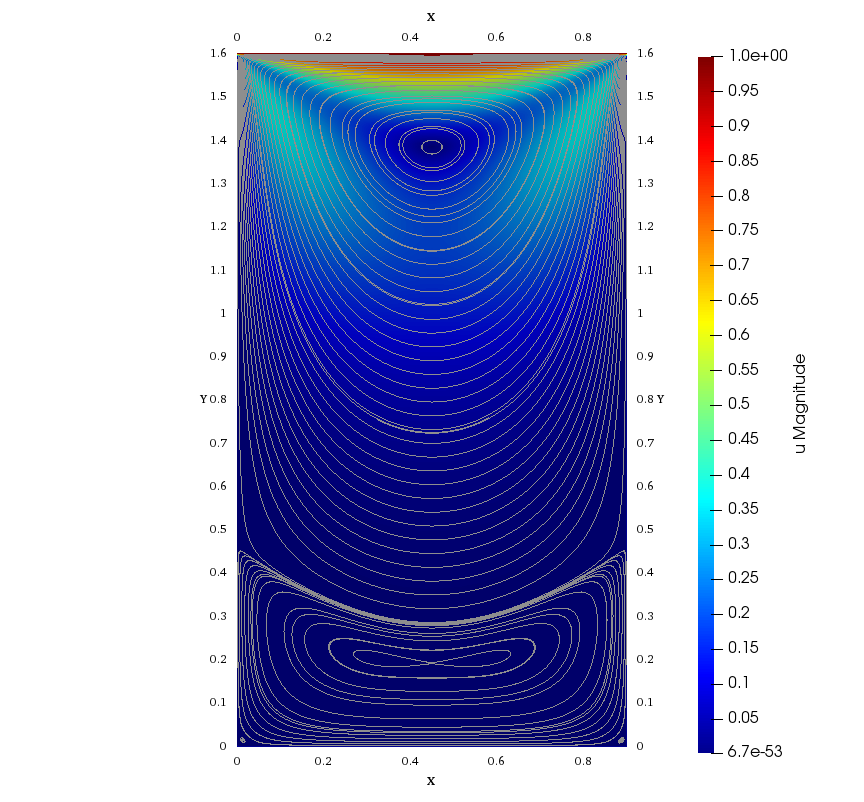 X
0 0.2 0.4 0.6 0.8
1.6 1.6 1.0e+00
0.95
1.5 1.5
0.9
1.4 1.4
0.85
1.3 1.3 0.8
1.2 1.2 0.75
0.7
1.1 1.1
0.65
1 1
0.6
0.9 0.9
0.55
Y 0.8 0.8 Y
0.5
0.7 0.7 0.45
0.6 0.6 0.4
0.35
0.5 0.5
0.3
0.4 0.4
0.25
0.3 0.3
0.2
0.2 0.2 0.15
0.1 0.1 0.1
0.05
0 0
6.7e-53
0 0.2 0.4 0.6 0.8
X
u Magnitude